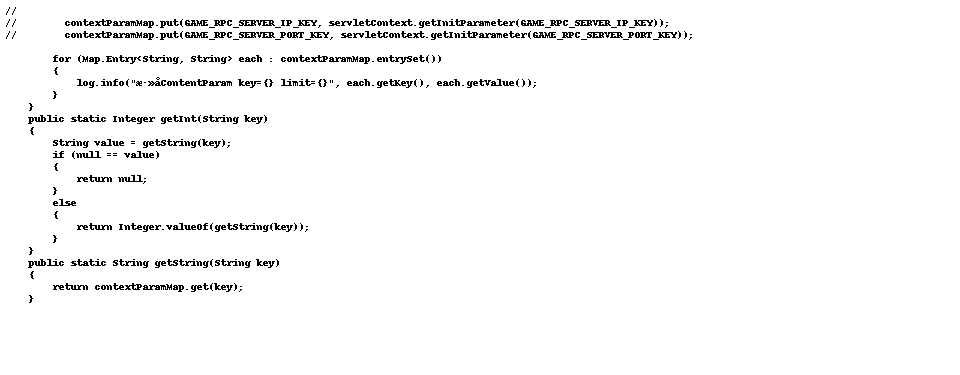 //
//        contextParamMap.put(GAME_RPC_SERVER_IP_KEY, servletContext.getInitParameter(GAME_RPC_SERVER_IP_KEY));
//        contextParamMap.put(GAME_RPC_SERVER_PORT_KEY, servletContext.getInitParameter(GAME_RPC_SERVER_PORT_KEY));
        for (Map.Entry<String, String> each : contextParamMap.entrySet())
        {
            log.info("æ·»åContentParam key={} limit={}", each.getKey(), each.getValue());
        }
    }
    public static Integer getInt(String key)
    {
        String value = getString(key);
        if (null == value)
        {
            return null;
        }
        else
        {
            return Integer.valueOf(getString(key));
        }
    }
    public static String getString(String key)
    {
        return contextParamMap.get(key);
    }